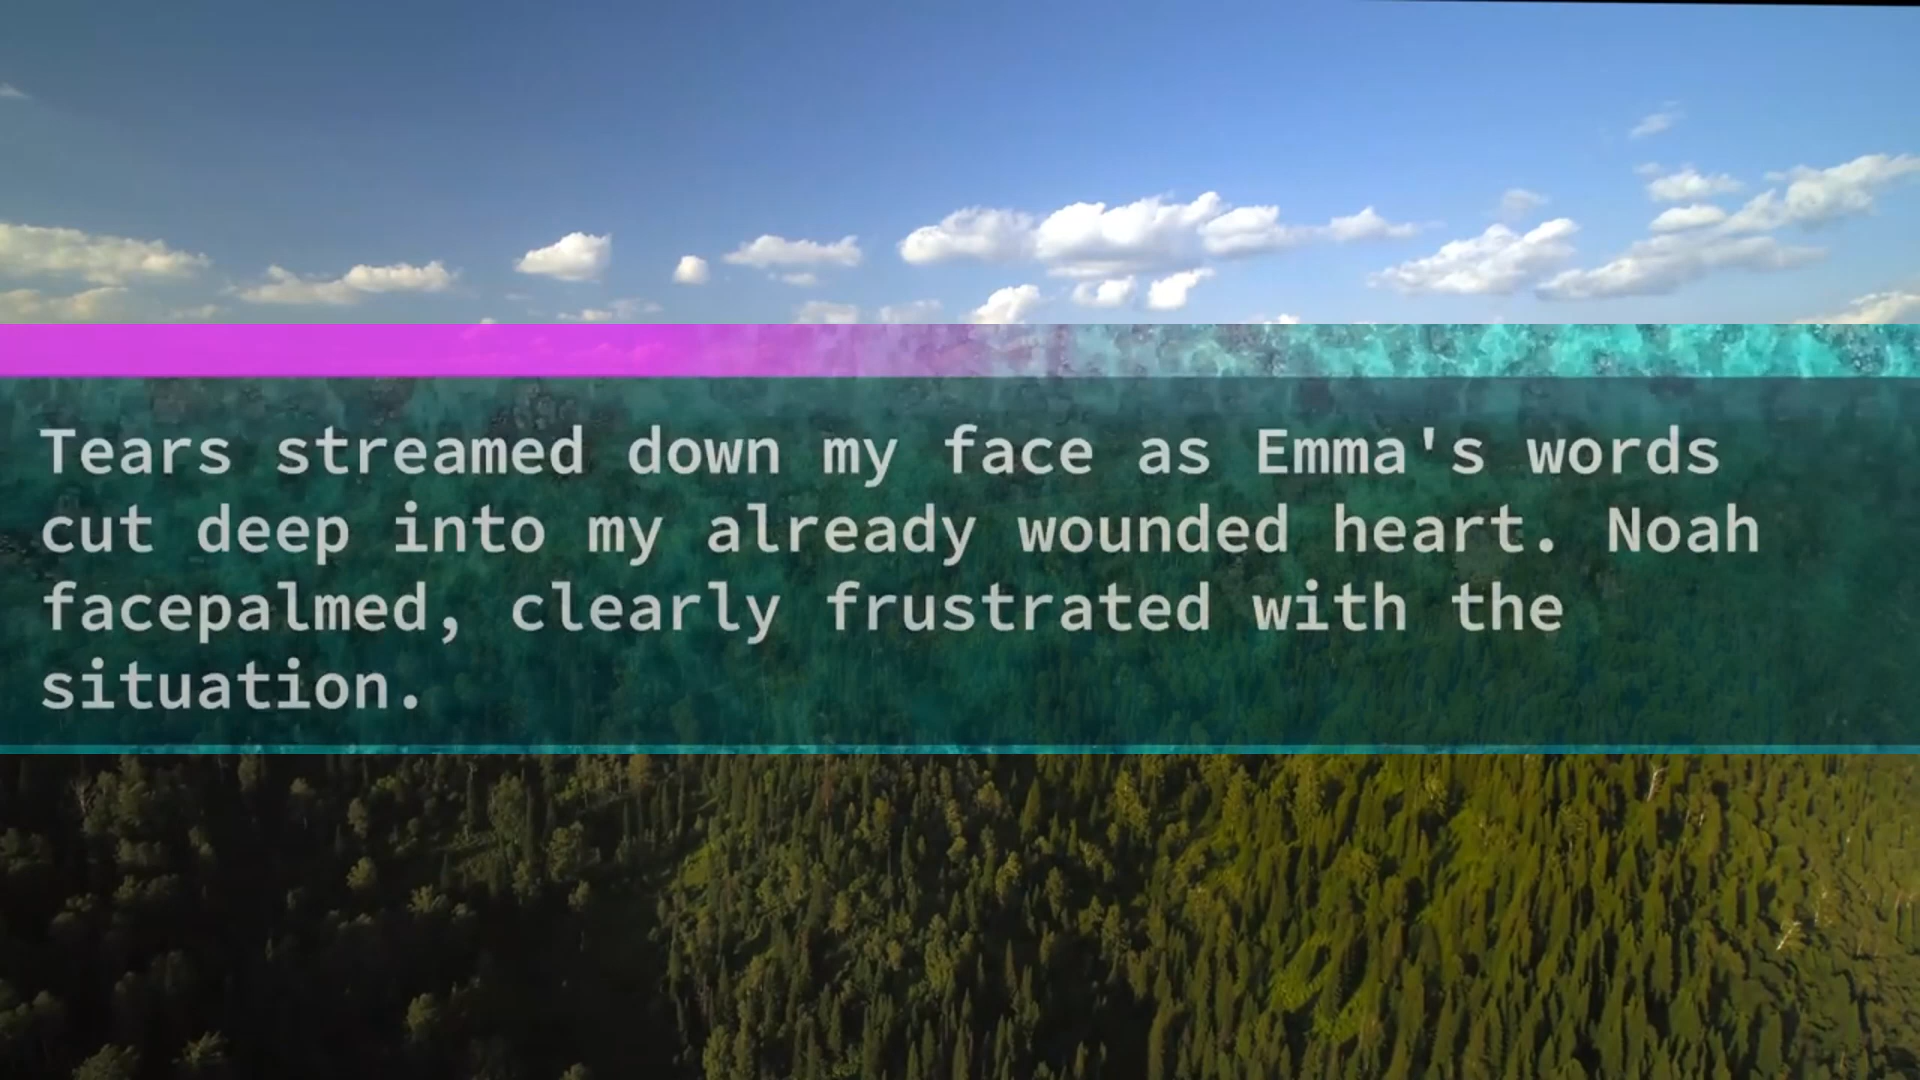 Tears streamed down my face as Emma's words
cut deep into my already wounded heart. Noah
facepalmed, clearly frustrated with the
situation.